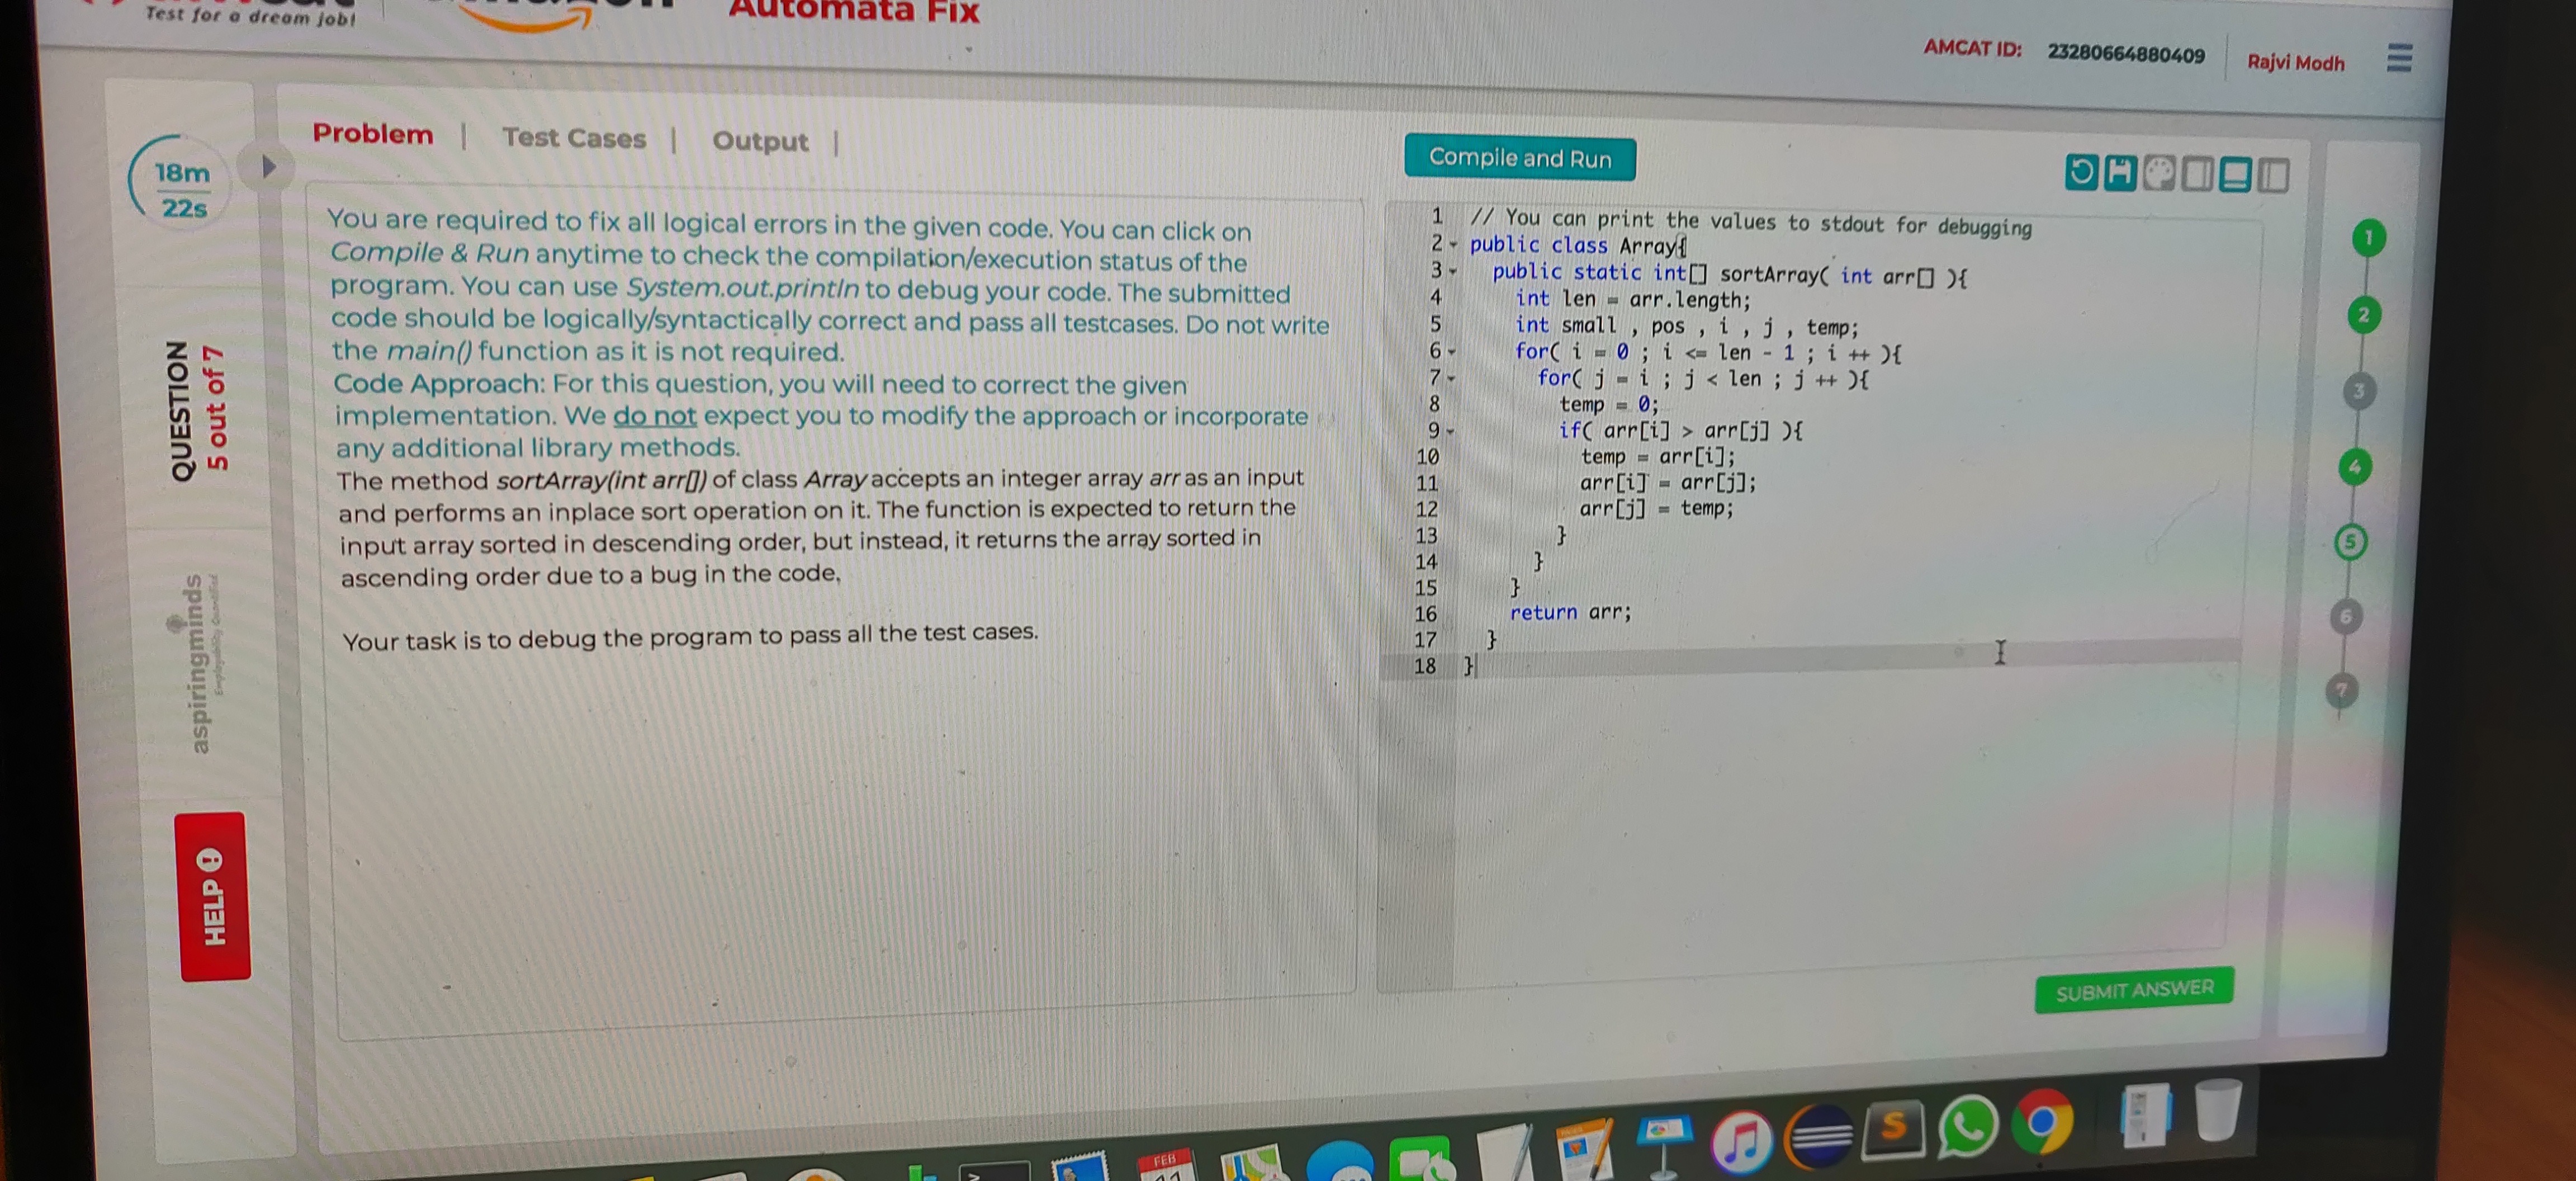 Test for a dream job!
Automata Fix
AMCAT ID: 23280664880409
Rajvi Modh
18m
22s
Problem | Test Cases | Output |
Compile and Run
QUESTION
5 out of 7
You are required to fix all logical errors in the given code. You can click on
Compile & Run anytime to check the compilation/execution status of the
program. You can use System.out.println to debug your code. The submitted
code should be logically/syntactically correct and pass all testcases. Do not write
the main() function as it is not required.
Code Approach: For this question, you will need to correct the given
implementation. We do not expect you to modify the approach or incorporate
any additional library methods.
The method sortArray(int arr[]) of class Array accepts an integer array arr as an input
and performs an inplace sort operation on it. The function is expected to return the
input array sorted in descending order, but instead, it returns the array sorted in
ascending order due to a bug in the code.
Your task is to debug the program to pass all the test cases.
aspiringminds
Employability Quantified
HELP
1 // You can print the values to stdout for debugging
2 public class Array{
3 public static int[] sortArray( int arr[] ){
4 int len = arr.length;
5 int small , pos , i , j , temp;
6 for( i = 0 ; i <= len - 1 ; i ++ ){
7 for( j = i ; j < len ; j ++ ){
8 temp = 0;
9 if( arr[i] > arr[j] ){
10 temp = arr[i];
11 arr[i] = arr[j];
12 arr[j] = temp;
13 }
14 }
15 }
16 return arr;
17 }
18 }
1
2
3
4
5
6
7
SUBMIT ANSWER
FEB
S